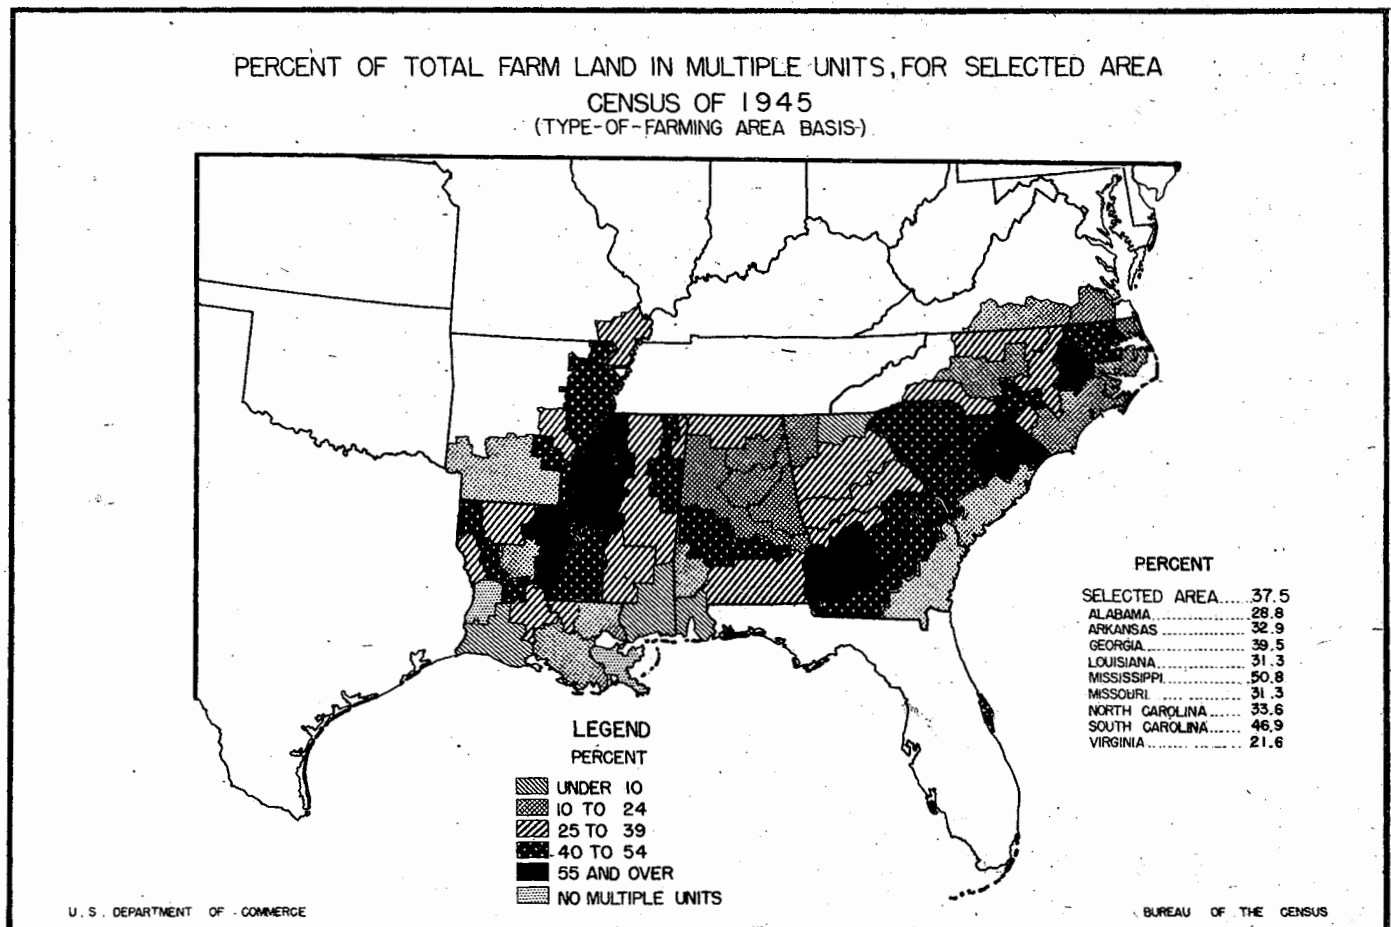 PERCENT OF TOTAL FARM LAND IN MULTIPLE UNITS, FOR SELECTED AREA
CENSUS OF 1945
(TYPE-OF-FARMING AREA BASIS)
PERCENT
SELECTED AREA......37.5
ALABAMA................28.8
ARKANSAS................32.9
GEORGIA................39.5
LOUISIANA................31.3
MISSISSIPPI................50.8
MISSOURI................31.3
NORTH CAROLINA......33.6
SOUTH CAROLINA......46.9
VIRGINIA................21.6
LEGEND
PERCENT
UNDER 10
10 TO 24
25 TO 39
40 TO 54
55 AND OVER
NO MULTIPLE UNITS
U. S. DEPARTMENT OF COMMERCE
BUREAU OF THE CENSUS